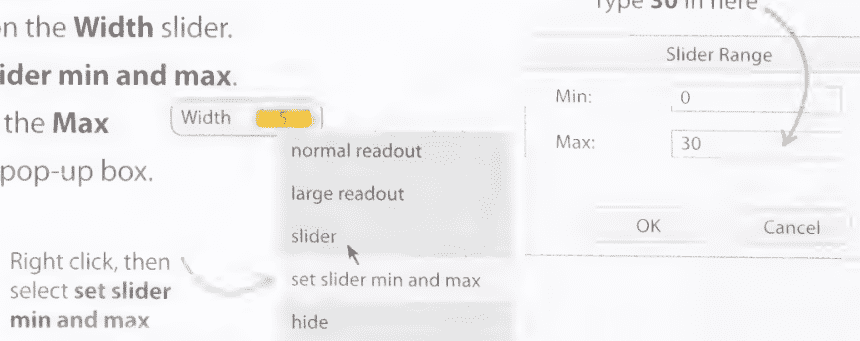 on the Width slider.
slider min and max.
the Max
pop-up box.
Right click, then
select set slider
min and max
Width 5
normal readout
large readout
slider
set slider min and max
hide
Type 30 in here
Slider Range
Min: 0
Max: 30
OK Cancel